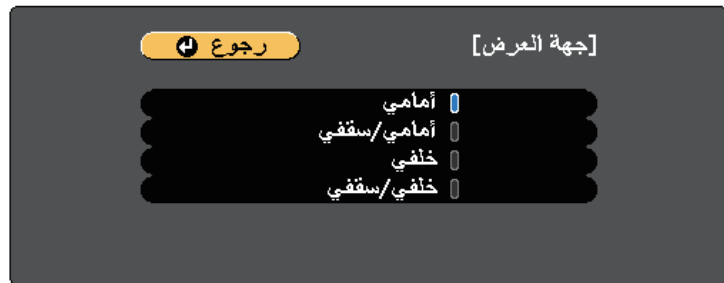 [جهة العرض]
رجوع
أمامي
أمامي/سقفي
خلفي
خلفي/سقفي